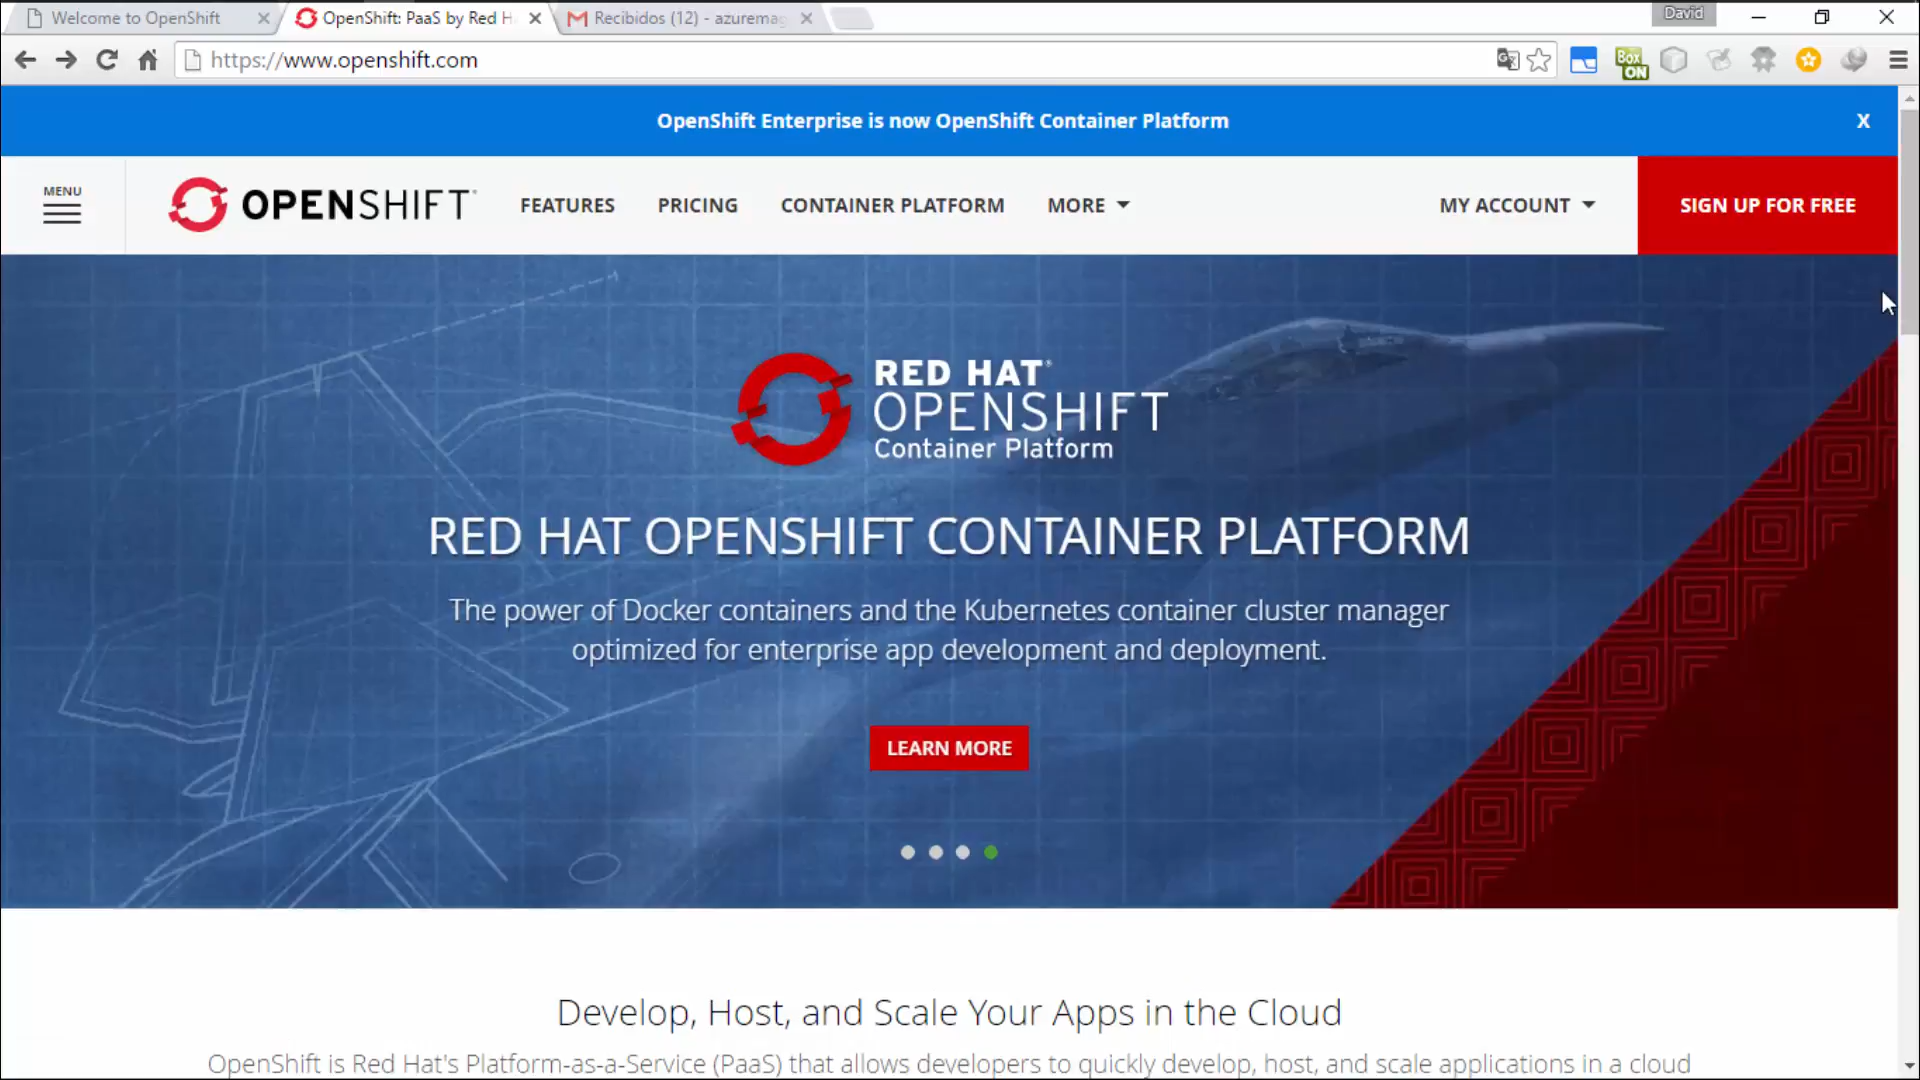 Welcome to OpenShift
OpenShift: PaaS by Red H
Recibidos (12) - azuremag
David
https://www.openshift.com
Box
ON
OpenShift Enterprise is now OpenShift Container Platform
X
MENU
OPENSHIFT
FEATURES
PRICING
CONTAINER PLATFORM
MORE
MY ACCOUNT
SIGN UP FOR FREE
RED HAT®
OPENSHIFT
Container Platform
RED HAT OPENSHIFT CONTAINER PLATFORM
The power of Docker containers and the Kubernetes container cluster manager
optimized for enterprise app development and deployment.
LEARN MORE
Develop, Host, and Scale Your Apps in the Cloud
OpenShift is Red Hat's Platform-as-a-Service (PaaS) that allows developers to quickly develop, host, and scale applications in a cloud